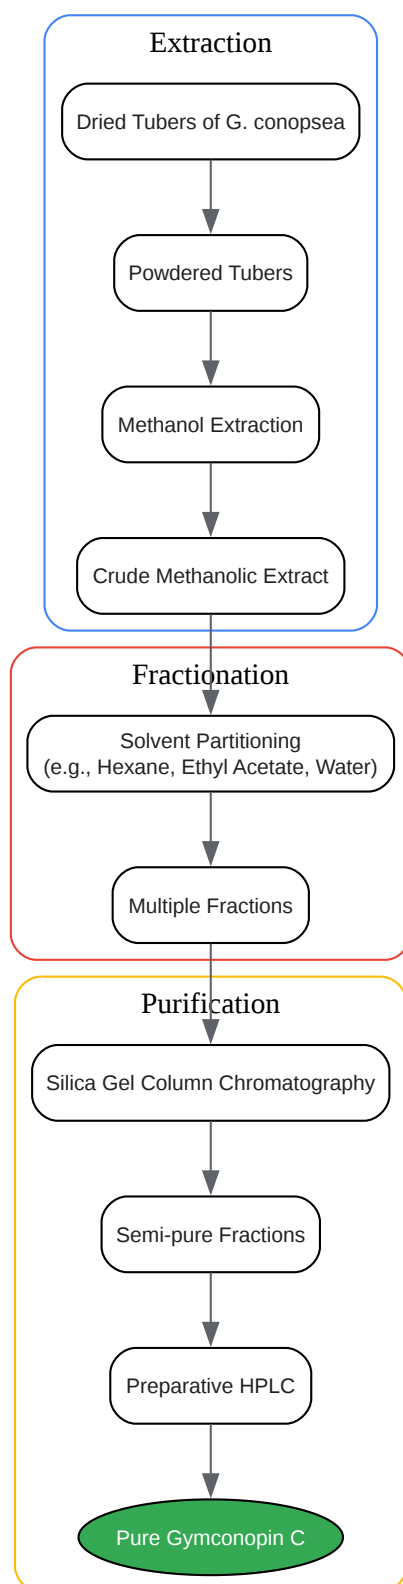 Extraction
Dried Tubers of G. conopsea
Powdered Tubers
Methanol Extraction
Crude Methanolic Extract
Fractionation
Solvent Partitioning
(e.g., Hexane, Ethyl Acetate, Water)
Multiple Fractions
Purification
Silica Gel Column Chromatography
Semi-pure Fractions
Preparative HPLC
Pure Gymconopin C